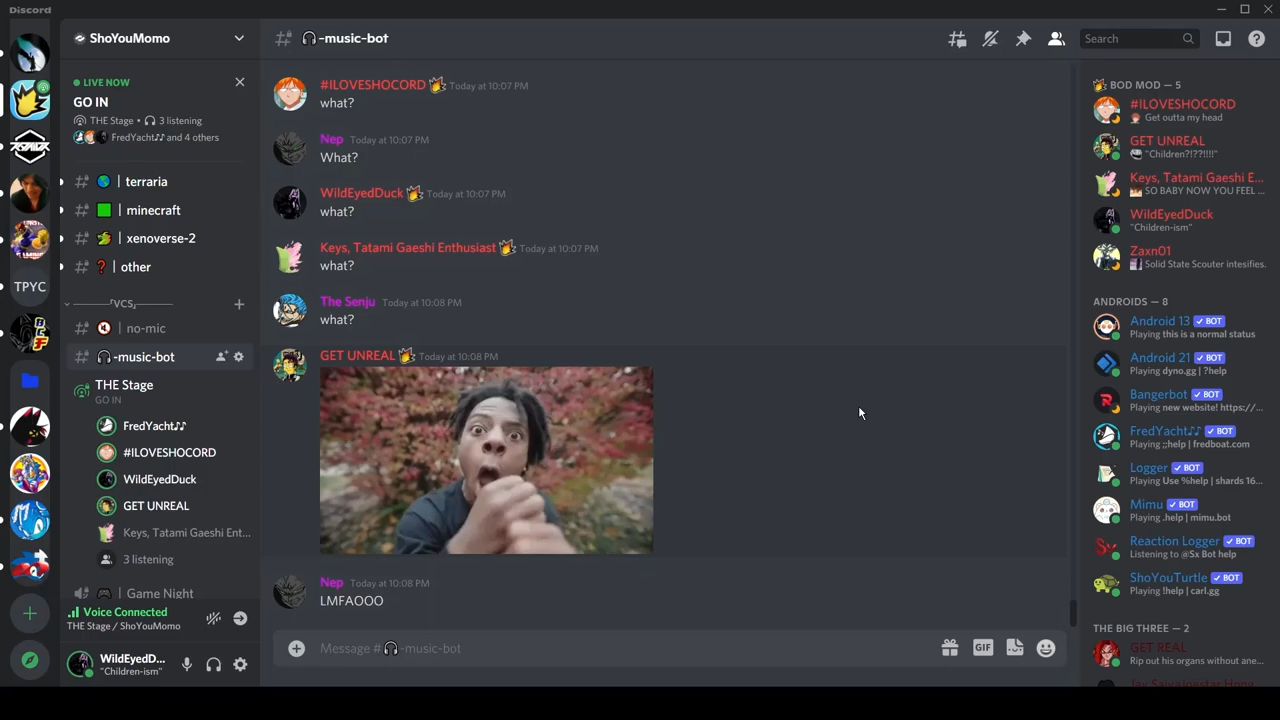 Discord
ShoYouMomo
LIVE NOW
GO IN
THE Stage • 3 listening
FredYacht♪♪ and 4 others
| terraria
| minecraft
| xenoverse-2
| other
TPYC
———『VCS』———
| no-mic
-music-bot
THE Stage
GO IN
FredYacht♪♪
#ILOVESHOCORD
WildEyedDuck
GET UNREAL
Keys, Tatami Gaeshi Ent...
3 listening
| Game Night
Voice Connected
THE Stage / ShoYouMomo
WildEyedD...
"Children-ism"
-music-bot
#ILOVESHOCORD Today at 10:07 PM
what?
Nep Today at 10:07 PM
What?
WildEyedDuck Today at 10:07 PM
what?
Keys, Tatami Gaeshi Enthusiast Today at 10:07 PM
what?
The Senju Today at 10:08 PM
what?
GET UNREAL Today at 10:08 PM
Nep Today at 10:08 PM
LMFAOOO
Message #🎧-music-bot
GIF
Search
BOD MOD — 5
#ILOVESHOCORD
Get outta my head
GET UNREAL
"Children?!??!!!!"
Keys, Tatami Gaeshi E...
SO BABY NOW YOU FEEL ...
WildEyedDuck
"Children-ism"
Zaxn01
Solid State Scouter intesifies.
ANDROIDS — 8
Android 13 ✓ BOT
Playing this is a normal status
Android 21 ✓ BOT
Playing dyno.gg | ?help
Bangerbot ✓ BOT
Playing new website! https://...
FredYacht♪♪ ✓ BOT
Playing ;;help | fredboat.com
Logger ✓ BOT
Playing Use %help | shards 16...
Mimu ✓ BOT
Playing .help | mimu.bot
Reaction Logger ✓ BOT
Listening to @Sx Bot help
ShoYouTurtle ✓ BOT
Playing !help | carl.gg
THE BIG THREE — 2
GET REAL
Rip out his organs without ane...